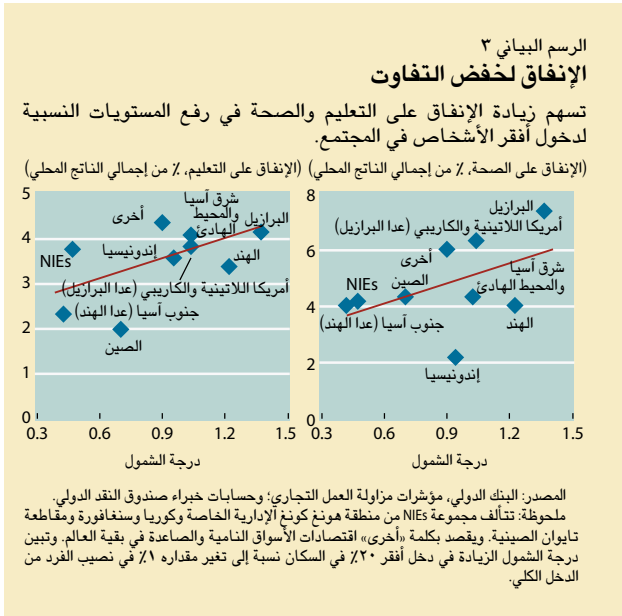 الرسم البياني ٣
الإنفاق لخفض التفاوت
تسهم زيادة الإنفاق على التعليم والصحة في رفع المستويات النسبية
لدخول أفقر الأشخاص في المجتمع.
(الإنفاق على الصحة، ٪ من إجمالي الناتج المحلي)
8
6
4
2
0
البرازيل
أمريكا اللاتينية والكاريبي (عدا البرازيل)
أخرى
شرق آسيا
والمحيط الهادئ
الصين
NIEs
جنوب آسيا (عدا الهند)
الهند
إندونيسيا
0.3 0.6 0.9 1.2 1.5
درجة الشمول
(الإنفاق على التعليم، ٪ من إجمالي الناتج المحلي)
5
4
3
2
1
0
شرق آسيا
والمحيط
الهادئ
البرازيل
أخرى
إندونيسيا
NIEs
الهند
أمريكا اللاتينية والكاريبي (عدا البرازيل)
جنوب آسيا (عدا الهند)
الصين
0.3 0.6 0.9 1.2 1.5
درجة الشمول
المصدر: البنك الدولي، مؤشرات مزاولة العمل التجاري؛ وحسابات خبراء صندوق النقد الدولي.
ملحوظة: تتألف مجموعة NIEs من منطقة هونغ كونغ الإدارية الخاصة وكوريا وسنغافورة ومقاطعة
تايوان الصينية. ويقصد بكلمة «أخرى» اقتصادات الأسواق النامية والصاعدة في بقية العالم. وتبين
درجة الشمول الزيادة في دخل أفقر ٢٠٪ في السكان نسبة إلى تغير مقداره ١٪ في نصيب الفرد من
الدخل الكلي.